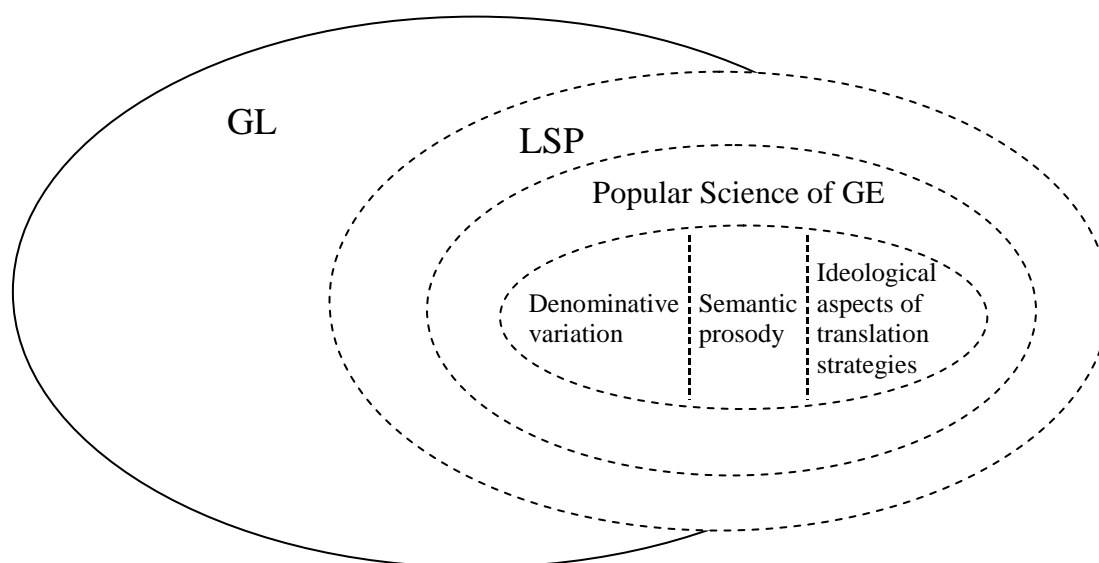 GL
LSP
Popular Science of GE
Denominative
variation
Semantic
prosody
Ideological
aspects of
translation
strategies